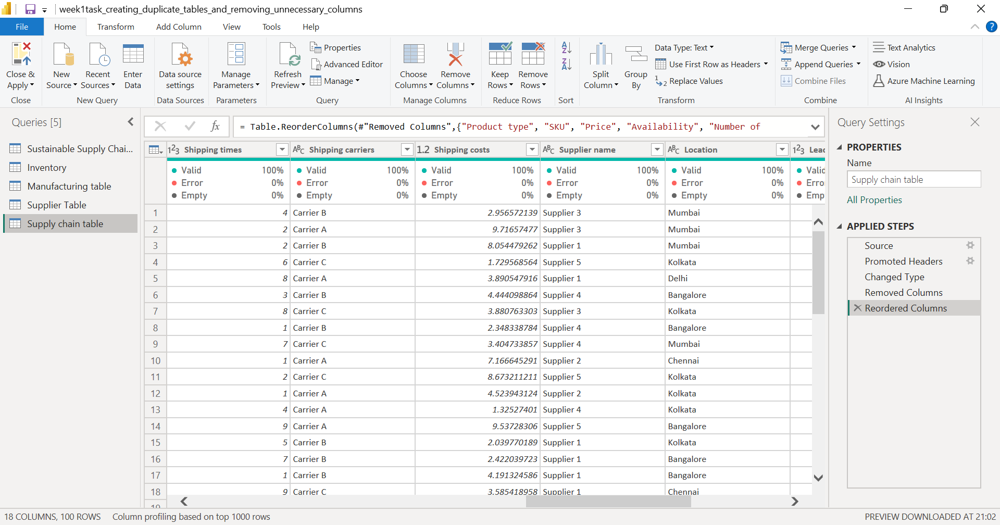 week1task_creating_duplicate_tables_and_removing_unnecessary_columns
File Home Transform Add Column View Tools Help ?
Close & Apply
New Source
Recent Sources
Enter Data
Data source settings
Manage Parameters
Refresh Preview
Properties
Advanced Editor
Manage
Choose Columns
Remove Columns
Keep Rows
Remove Rows
A Z
Z A
Split Column
Group By
Data Type: Text
Use First Row as Headers
1 2 Replace Values
Merge Queries
Append Queries
Combine Files
Text Analytics
Vision
Azure Machine Learning
Close New Query Data Sources Parameters Query Manage Columns Reduce Rows Sort Transform Combine AI Insights
Queries [5]
Sustainable Supply Chai...
Inventory
Manufacturing table
Supplier Table
Supply chain table
fx = Table.ReorderColumns(#"Removed Columns",{"Product type", "SKU", "Price", "Availability", "Number of
1²3 Shipping times ABC Shipping carriers 1.2 Shipping costs ABC Supplier name ABC Location 1²3 Leac
Valid 100% Valid 100% Valid 100% Valid 100% Valid 100% Valic
Error 0% Error 0% Error 0% Error 0% Error 0% Erro
Empty 0% Empty 0% Empty 0% Empty 0% Empty 0% Emp
1 4 Carrier B 2.956572139 Supplier 3 Mumbai
2 2 Carrier A 9.71657477 Supplier 3 Mumbai
3 2 Carrier B 8.054479262 Supplier 1 Mumbai
4 6 Carrier C 1.729568564 Supplier 5 Kolkata
5 8 Carrier A 3.890547916 Supplier 1 Delhi
6 3 Carrier B 4.444098864 Supplier 4 Bangalore
7 8 Carrier C 3.880763303 Supplier 3 Kolkata
8 1 Carrier B 2.348338784 Supplier 4 Bangalore
9 7 Carrier C 3.404733857 Supplier 4 Mumbai
10 1 Carrier A 7.166645291 Supplier 2 Chennai
11 2 Carrier C 8.673211211 Supplier 5 Kolkata
12 1 Carrier A 4.523943124 Supplier 2 Kolkata
13 4 Carrier A 1.32527401 Supplier 4 Kolkata
14 9 Carrier A 9.53728306 Supplier 5 Bangalore
15 5 Carrier B 2.039770189 Supplier 1 Kolkata
16 7 Carrier B 2.422039723 Supplier 1 Bangalore
17 1 Carrier B 4.191324586 Supplier 1 Bangalore
18 9 Carrier C 3.585418958 Supplier 1 Chennai
19
Query Settings
PROPERTIES
Name
Supply chain table
All Properties
APPLIED STEPS
Source
Promoted Headers
Changed Type
Removed Columns
Reordered Columns
18 COLUMNS, 100 ROWS Column profiling based on top 1000 rows PREVIEW DOWNLOADED AT 21:02